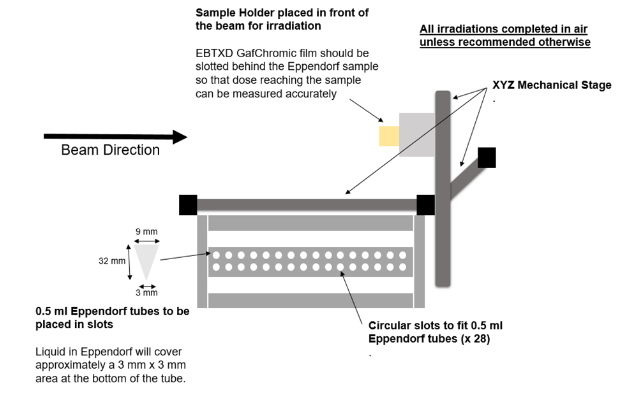 Sample Holder placed in front of
the beam for irradiation
EBTXD GafChromic film should be
slotted behind the Eppendorf sample
so that dose reaching the sample
can be measured accurately
All irradiations completed in air
unless recommended otherwise
XYZ Mechanical Stage
.
Beam Direction
9 mm
32 mm
3 mm
0.5 ml Eppendorf tubes to be
placed in slots
Liquid in Eppendorf will cover
approximately a 3 mm x 3 mm
area at the bottom of the tube.
Circular slots to fit 0.5 ml
Eppendorf tubes (x 28)
.